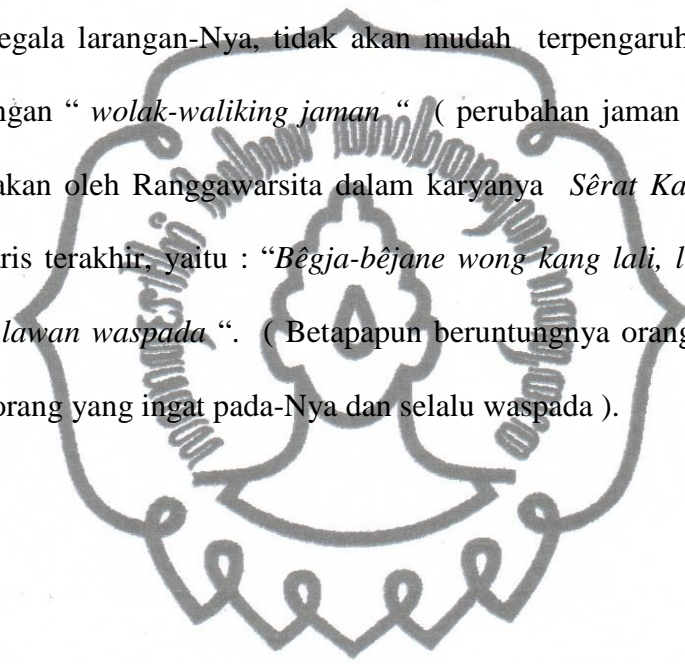 egala larangan-Nya, tidak akan mudah terpengaruh
ngan “ wolak-waliking jaman “ ( perubahan jaman
akan oleh Ranggawarsita dalam karyanya Sêrat Ka
ris terakhir, yaitu : “Bêgja-bêjane wong kang lali, l
lawan waspada “. ( Betapapun beruntungnya orang
orang yang ingat pada-Nya dan selalu waspada ).